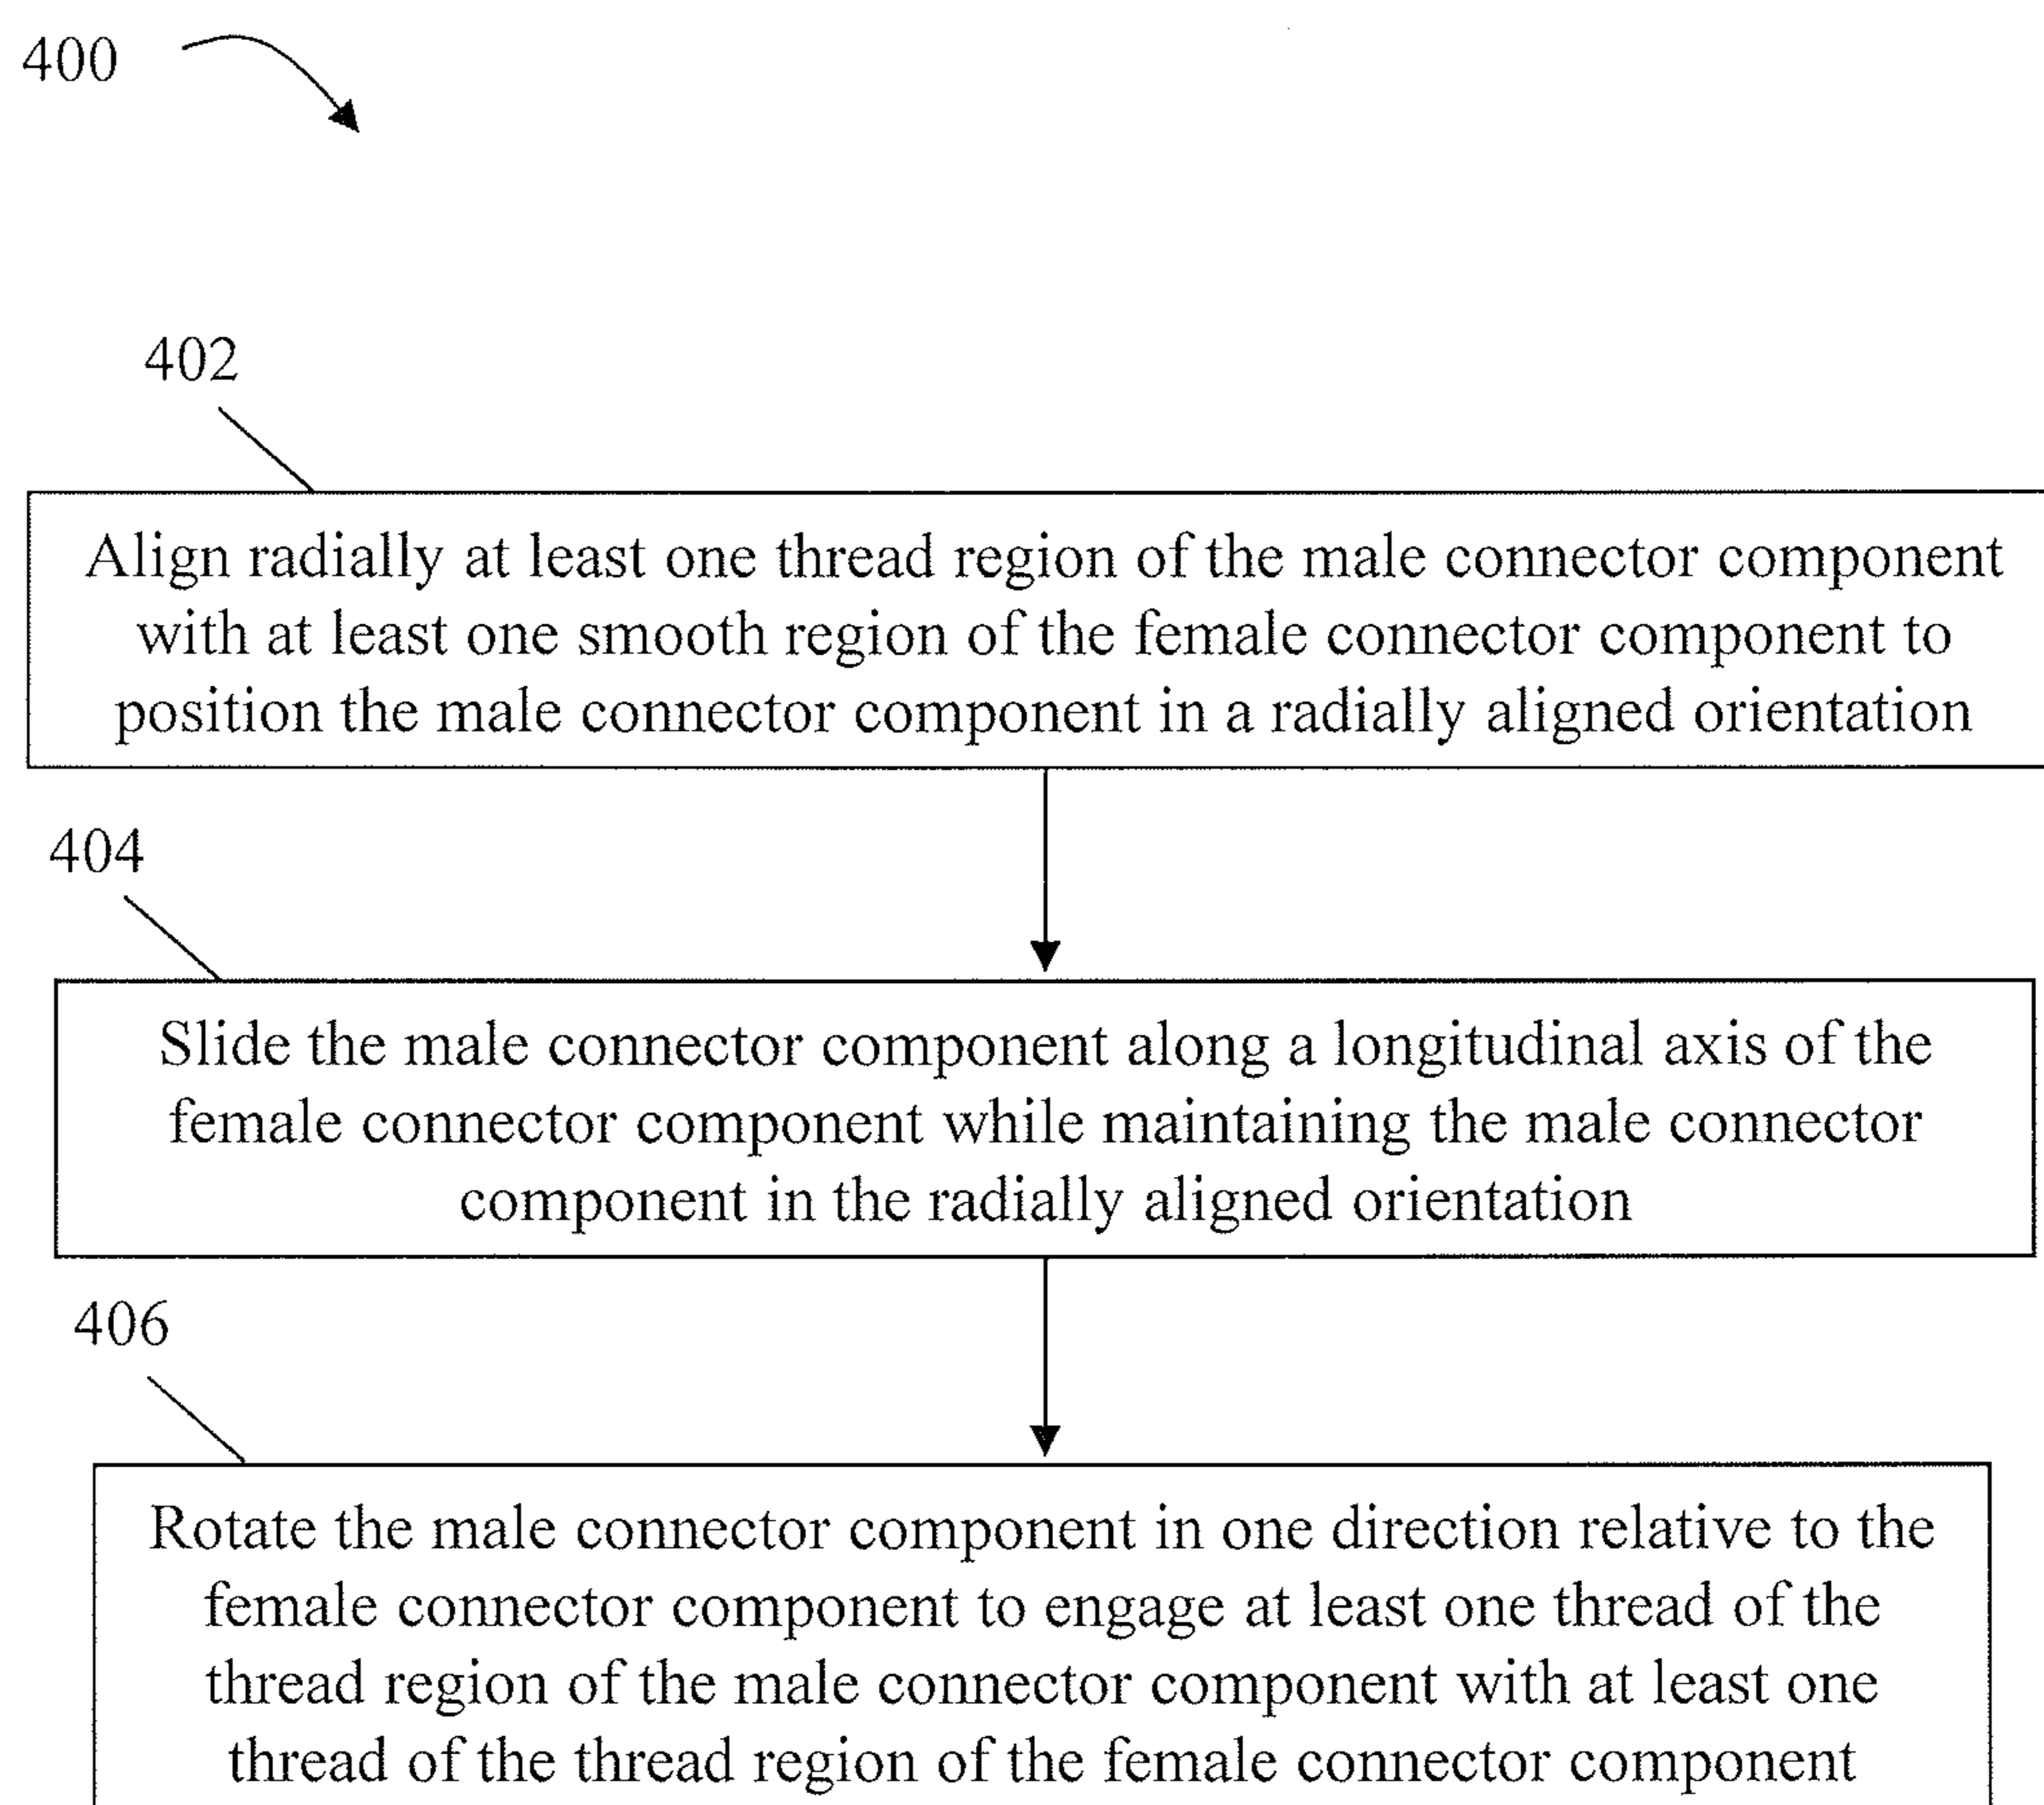 400
402
Align radially at least one thread region of the male connector component
with at least one smooth region of the female connector component to
position the male connector component in a radially aligned orientation
404
Slide the male connector component along a longitudinal axis of the
female connector component while maintaining the male connector
component in the radially aligned orientation
406
Rotate the male connector component in one direction relative to the
female connector component to engage at least one thread of the
thread region of the male connector component with at least one
thread of the thread region of the female connector component